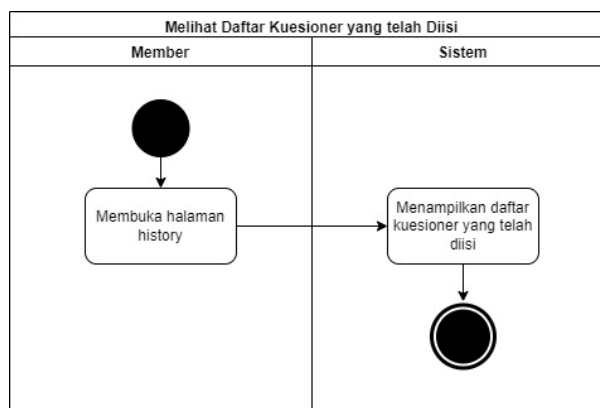 Melihat Daftar Kuesioner yang telah Diisi
Member
Sistem
Membuka halaman
history
Menampilkan daftar
kuesioner yang telah
diisi